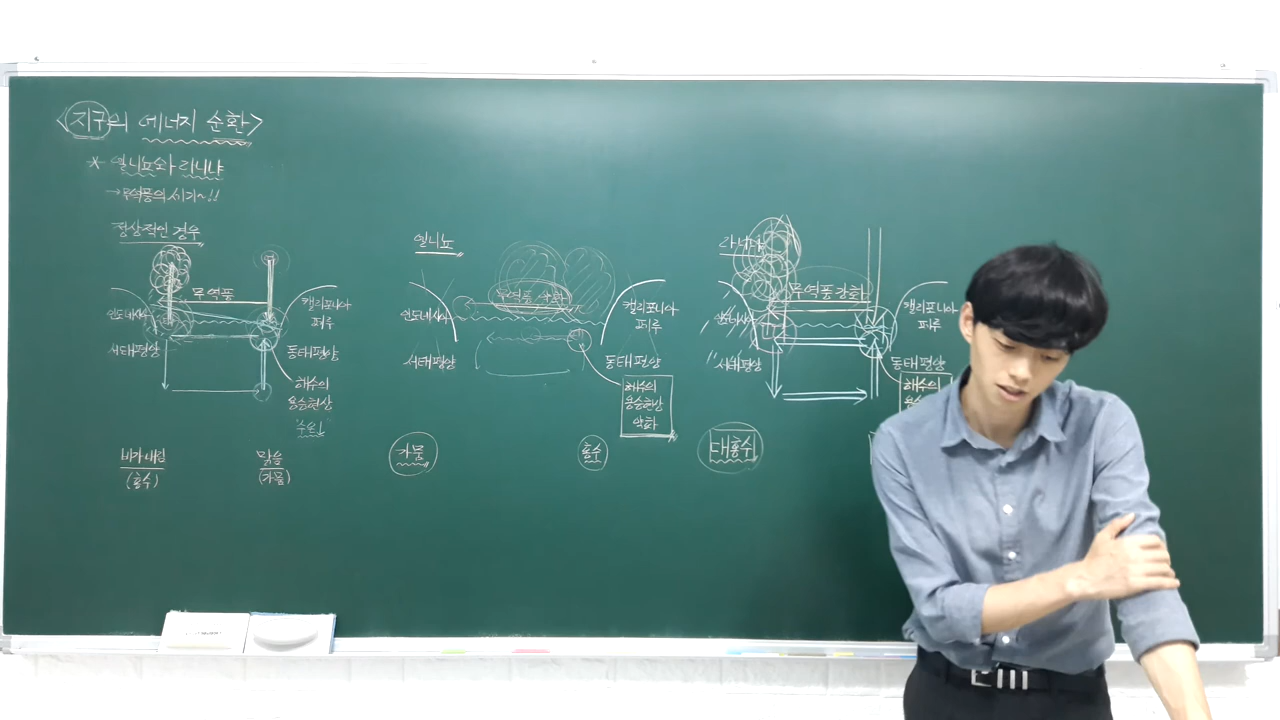 <지구의 에너지 순환>
* 엘니뇨와 라니냐
→ 무역풍의 세기~!!
정상적인 경우
무역풍
인도네시아
캘리포니아
페루
서태평양
동태평양
해수의
용승현상
수온↓
비가 내림
(홍수)
맑음
(가뭄)
엘니뇨
무역풍 약화
인도네시아
캘리포니아
페루
서태평양
동태평양
해수의
용승현상
약화
가뭄
홍수
라니냐
무역풍 강화
인도네시아
캘리포니아
페루
서태평양
동태평양
해수의
대홍수